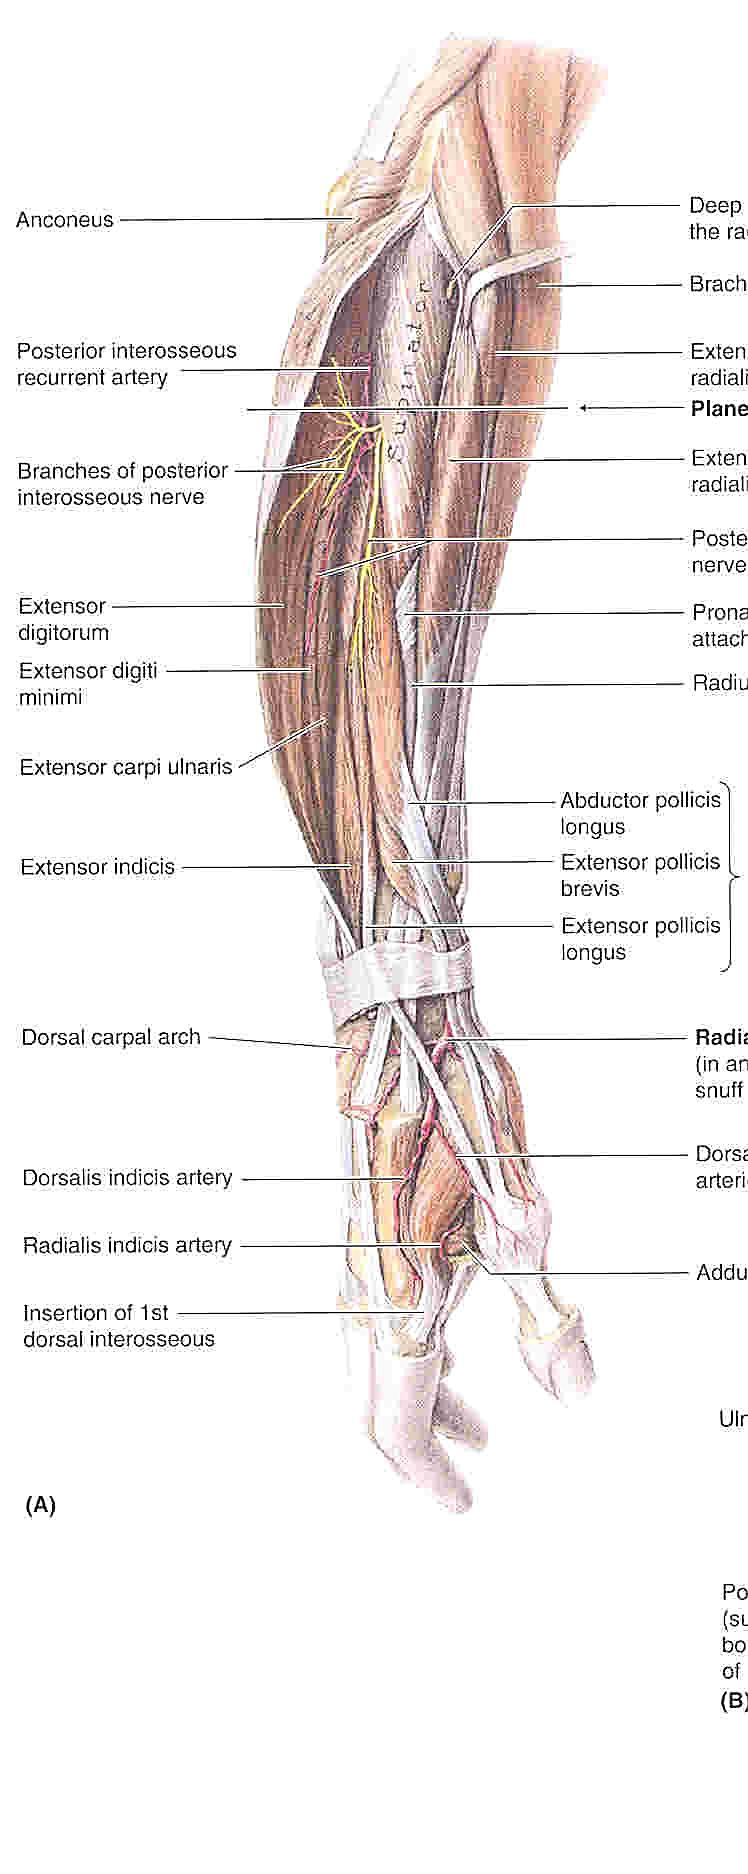 Anconeus
Deep
the ra
Brach
Posterior interosseous
recurrent artery
Exten
radiali
Plane
Supinator
Branches of posterior
interosseous nerve
Exten
radiali
Poste
nerve
Extensor
digitorum
Prona
attach
Extensor digiti
minimi
Radiu
Extensor carpi ulnaris
Abductor pollicis
longus
Extensor indicis
Extensor pollicis
brevis
Extensor pollicis
longus
Dorsal carpal arch
Radia
(in an
snuff
Dorsalis indicis artery
Dorsa
arteri
Radialis indicis artery
Addu
Insertion of 1st
dorsal interosseous
Uln
(A)
Po
(su
bo
of
(B)